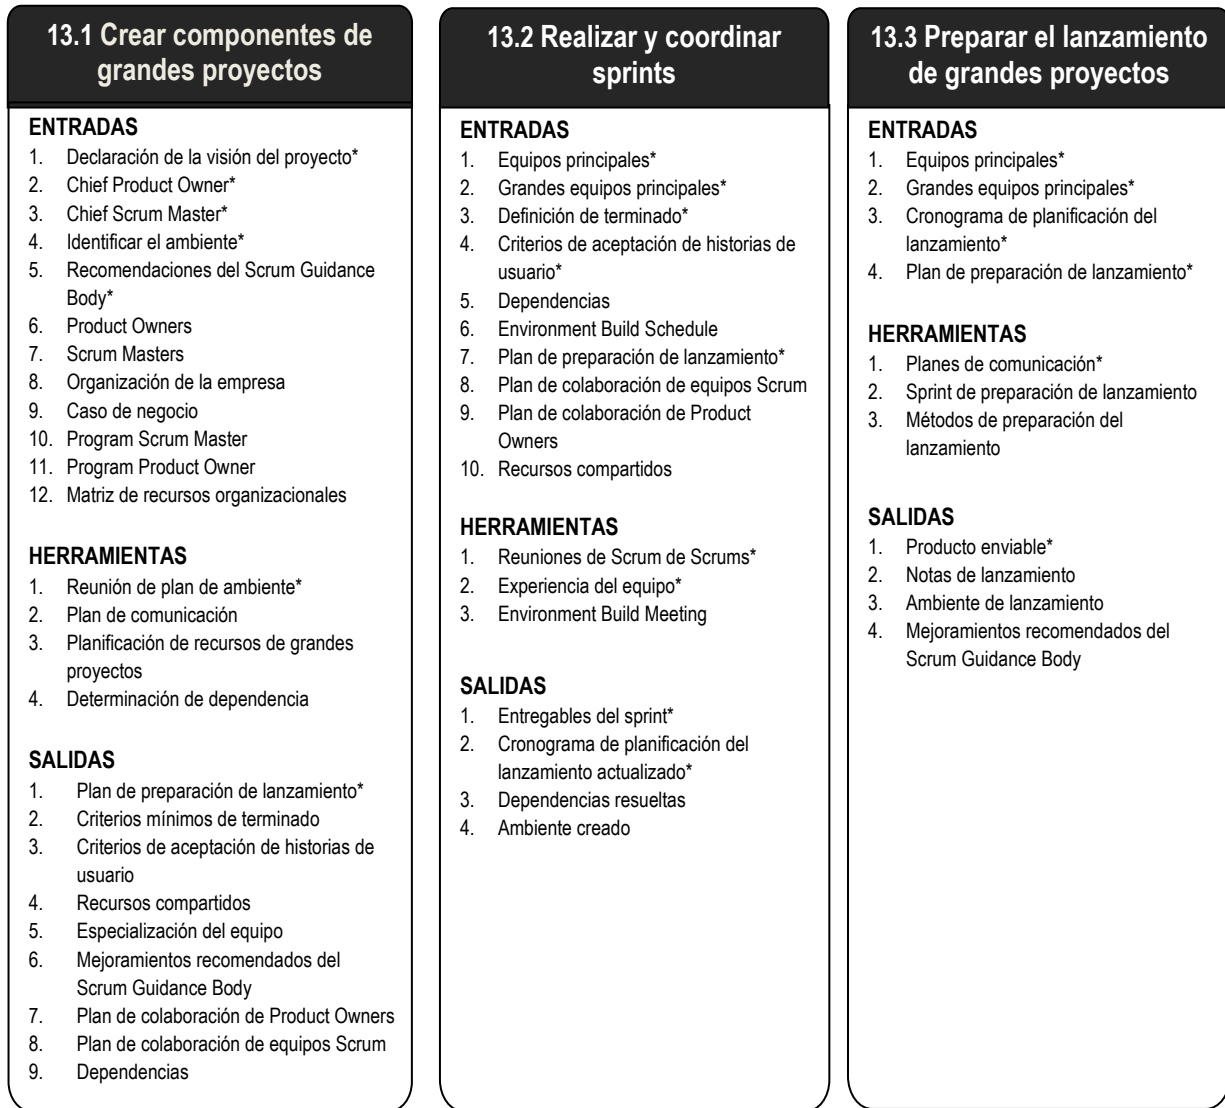 13.1 Crear componentes de
grandes proyectos
ENTRADAS
1. Declaración de la visión del proyecto*
2. Chief Product Owner*
3. Chief Scrum Master*
4. Identificar el ambiente*
5. Recomendaciones del Scrum Guidance
Body*
6. Product Owners
7. Scrum Masters
8. Organización de la empresa
9. Caso de negocio
10. Program Scrum Master
11. Program Product Owner
12. Matriz de recursos organizacionales
HERRAMIENTAS
1. Reunión de plan de ambiente*
2. Plan de comunicación
3. Planificación de recursos de grandes
proyectos
4. Determinación de dependencia
SALIDAS
1. Plan de preparación de lanzamiento*
2. Criterios mínimos de terminado
3. Criterios de aceptación de historias de
usuario
4. Recursos compartidos
5. Especialización del equipo
6. Mejoramientos recomendados del
Scrum Guidance Body
7. Plan de colaboración de Product Owners
8. Plan de colaboración de equipos Scrum
9. Dependencias
13.2 Realizar y coordinar
sprints
ENTRADAS
1. Equipos principales*
2. Grandes equipos principales*
3. Definición de terminado*
4. Criterios de aceptación de historias de
usuario*
5. Dependencias
6. Environment Build Schedule
7. Plan de preparación de lanzamiento*
8. Plan de colaboración de equipos Scrum
9. Plan de colaboración de Product
Owners
10. Recursos compartidos
HERRAMIENTAS
1. Reuniones de Scrum de Scrums*
2. Experiencia del equipo*
3. Environment Build Meeting
SALIDAS
1. Entregables del sprint*
2. Cronograma de planificación del
lanzamiento actualizado*
3. Dependencias resueltas
4. Ambiente creado
13.3 Preparar el lanzamiento
de grandes proyectos
ENTRADAS
1. Equipos principales*
2. Grandes equipos principales*
3. Cronograma de planificación del
lanzamiento*
4. Plan de preparación de lanzamiento*
HERRAMIENTAS
1. Planes de comunicación*
2. Sprint de preparación de lanzamiento
3. Métodos de preparación del
lanzamiento
SALIDAS
1. Producto enviable*
2. Notas de lanzamiento
3. Ambiente de lanzamiento
4. Mejoramientos recomendados del
Scrum Guidance Body